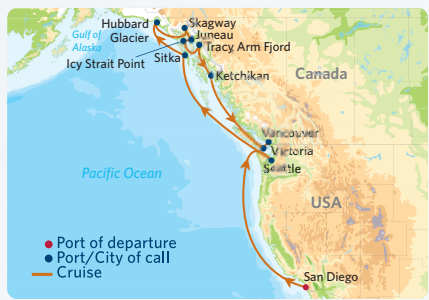 Hubbard
Glacier
Skagway
Juneau
Gulf of
Alaska
Tracy Arm Fjord
Icy Strait Point
Sitka
Ketchikan
Canada
Vancouver
Victoria
Seattle
Pacific Ocean
USA
Port of departure
Port/City of call
Cruise
San Diego